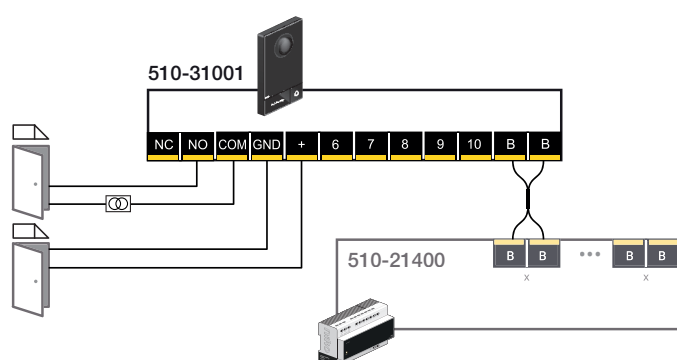 510-31001
NC NO COM GND + 6 7 8 9 10 B B
510-21400
B B ••• B B
x x